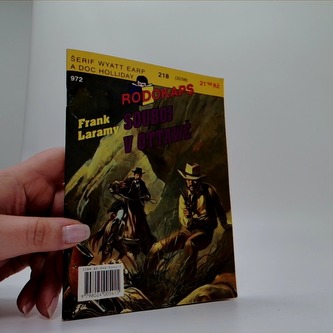 ŠERIF WYATT EARP
A DOC HOLLIDAY
218
21,-90 Kč
972
RODOKAPS
Frank
Laramy
SOUBOJ
V OTTAWĚ